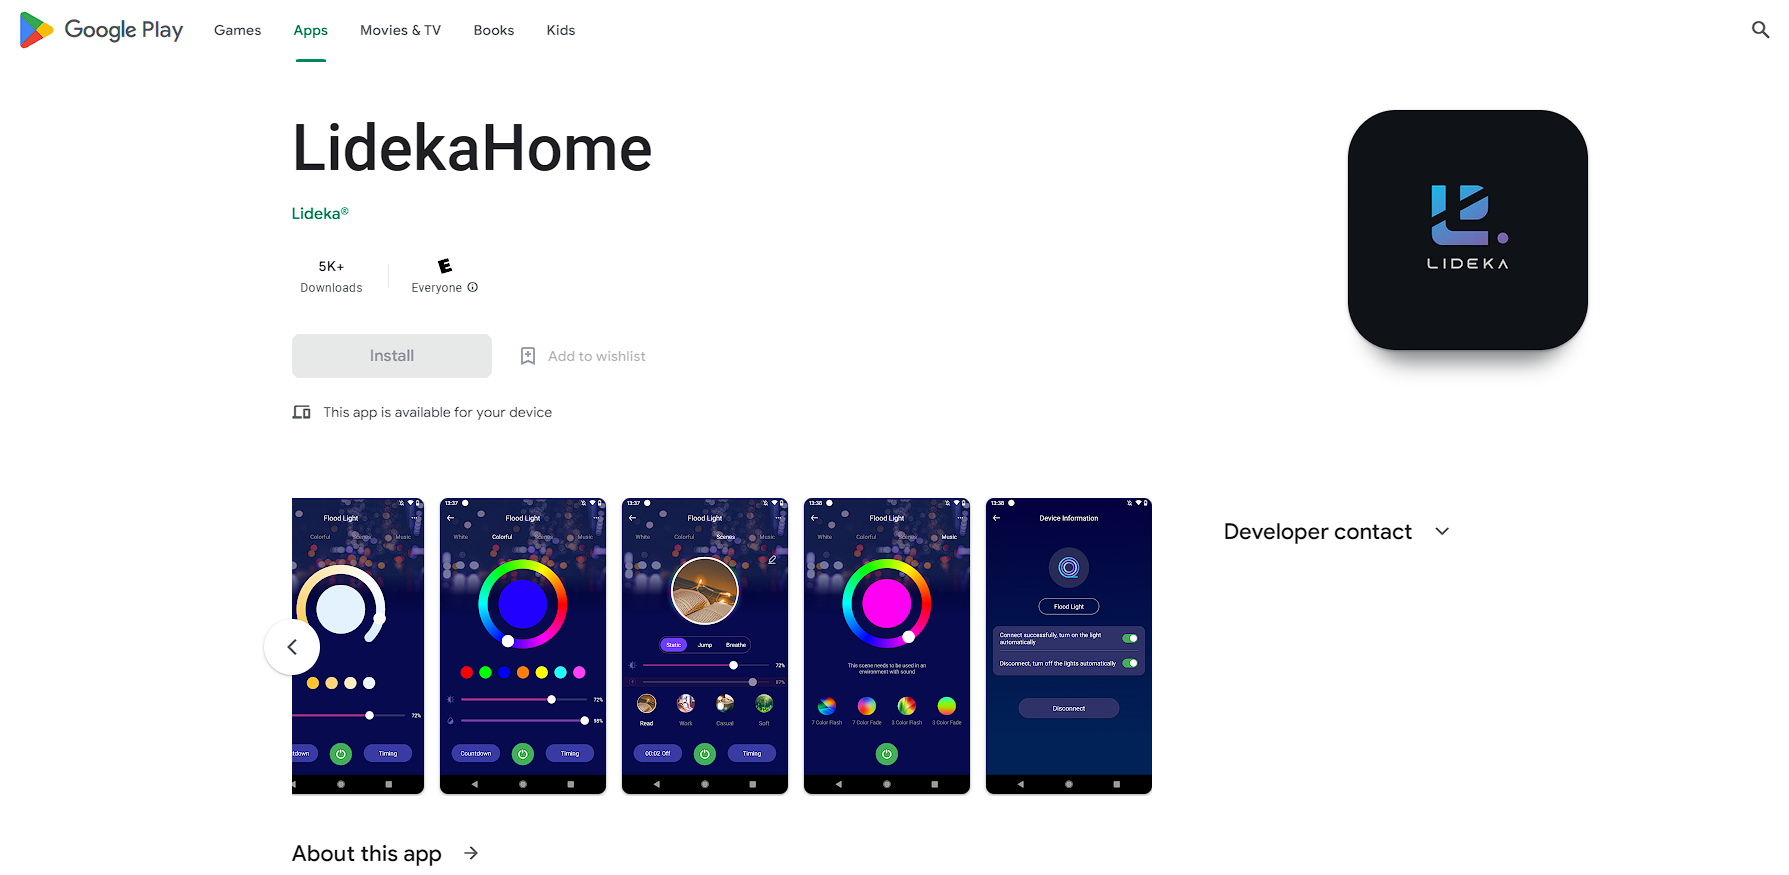 Google Play
Games
Apps
Movies & TV
Books
Kids
LidekaHome
Lideka®
5K+
Downloads
E
Everyone
Install
Add to wishlist
This app is available for your device
LIDEKA
Flood Light
Colorful
Scenes
Music
72%
Timing
13:37
Flood Light
White
Colorful
Scenes
Music
72%
98%
Countdown
Timing
13:37
Flood Light
White
Colorful
Scenes
Music
Static
Jump
Breathe
72%
87%
Read
Work
Casual
Soft
00:02 Off
Timing
13:38
Flood Light
White
Colorful
Scenes
Music
This scene needs to be used in an
environment with sound
7 Color Flash
7 Color Fade
3 Color Flash
3 Color Fade
13:38
Device Information
Flood Light
Connect successfully, turn on the light
automatically
Disconnect, turn off the lights automatically
Disconnect
Developer contact
About this app